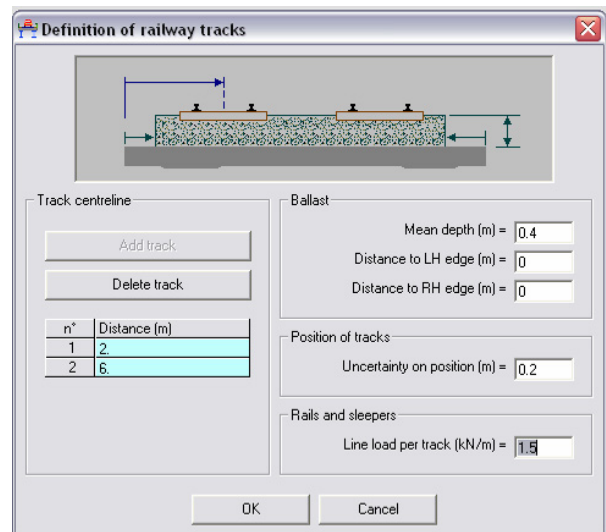 Definition of railway tracks
Track centreline
Add track
Delete track
n° Distance (m)
1 2.
2 6.
Ballast
Mean depth (m) = 0.4
Distance to LH edge (m) = 0
Distance to RH edge (m) = 0
Position of tracks
Uncertainty on position (m) = 0.2
Rails and sleepers
Line load per track (kN/m) = 1.5
OK Cancel